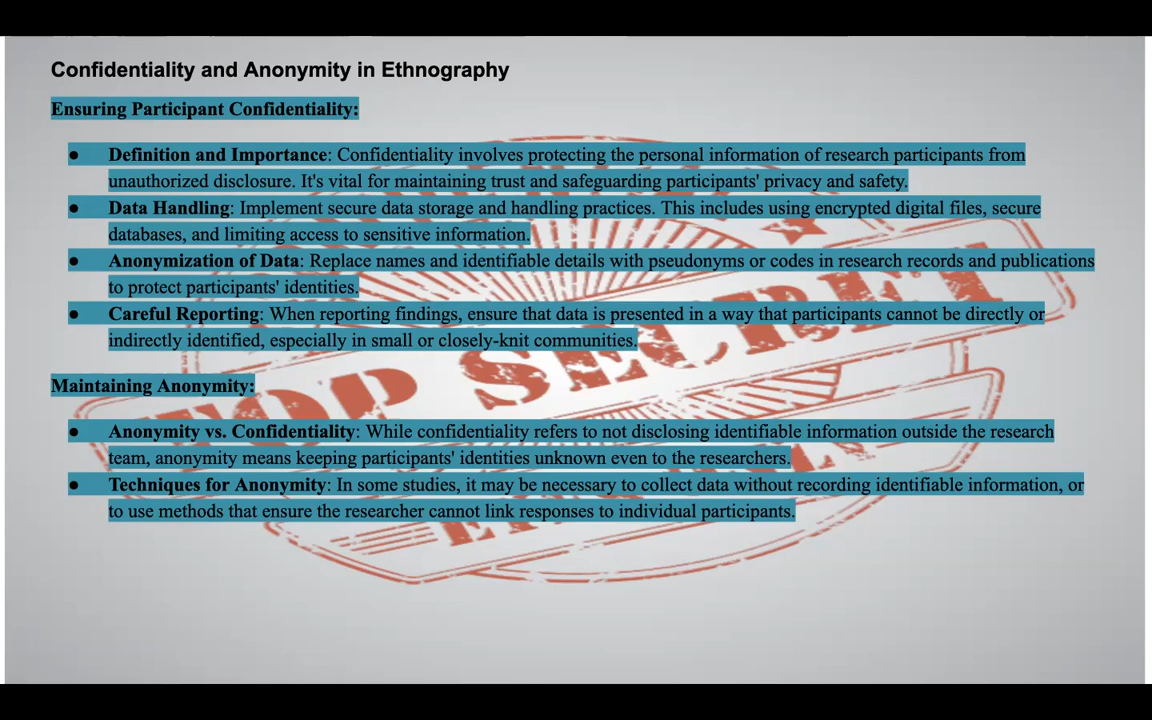 Confidentiality and Anonymity in Ethnography
Ensuring Participant Confidentiality:
● Definition and Importance: Confidentiality involves protecting the personal information of research participants from
unauthorized disclosure. It's vital for maintaining trust and safeguarding participants' privacy and safety.
● Data Handling: Implement secure data storage and handling practices. This includes using encrypted digital files, secure
databases, and limiting access to sensitive information.
● Anonymization of Data: Replace names and identifiable details with pseudonyms or codes in research records and publications
to protect participants' identities.
● Careful Reporting: When reporting findings, ensure that data is presented in a way that participants cannot be directly or
indirectly identified, especially in small or closely-knit communities.
TOP SECRET
Maintaining Anonymity:
● Anonymity vs. Confidentiality: While confidentiality refers to not disclosing identifiable information outside the research
team, anonymity means keeping participants' identities unknown even to the researchers.
● Techniques for Anonymity: In some studies, it may be necessary to collect data without recording identifiable information, or
to use methods that ensure the researcher cannot link responses to individual participants.